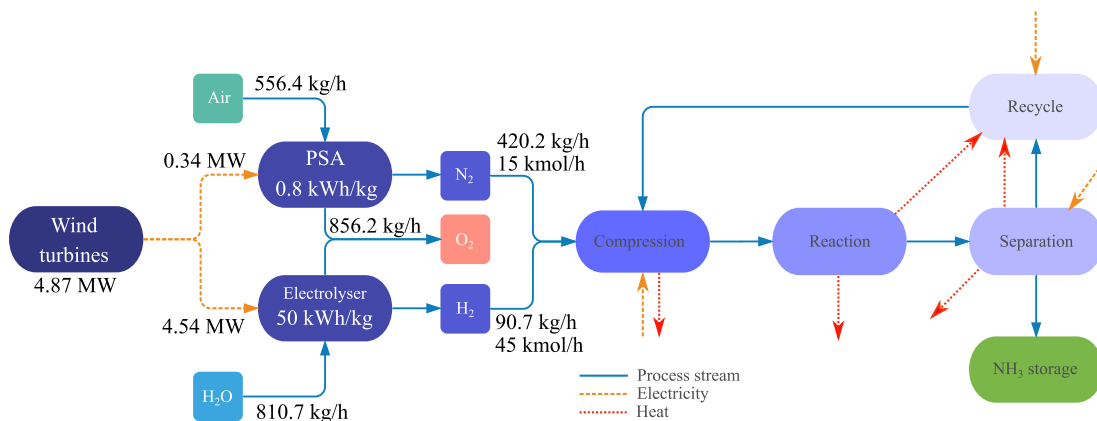 Air
556.4 kg/h
0.34 MW
PSA
0.8 kWh/kg
N₂
420.2 kg/h
15 kmol/h
Recycle
Wind
turbines
4.87 MW
856.2 kg/h
O₂
Compression
Reaction
Separation
4.54 MW
Electrolyser
50 kWh/kg
H₂
90.7 kg/h
45 kmol/h
H₂O
810.7 kg/h
Process stream
Electricity
Heat
NH₃ storage